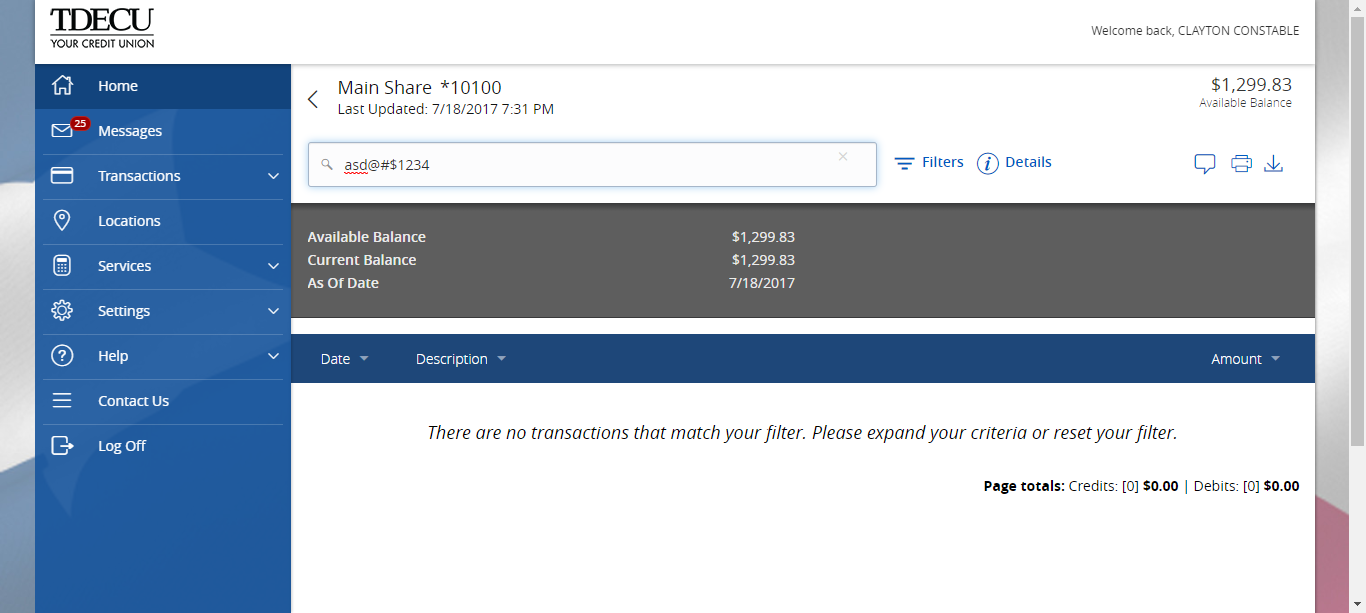 TDECU
YOUR CREDIT UNION
Welcome back, CLAYTON CONSTABLE
Home
25
Messages
Transactions
Locations
Services
Settings
Help
Contact Us
Log Off
Main Share *10100
Last Updated: 7/18/2017 7:31 PM
$1,299.83
Available Balance
asd@#$1234
Filters
Details
Available Balance $1,299.83
Current Balance $1,299.83
As Of Date 7/18/2017
Date Description Amount
There are no transactions that match your filter. Please expand your criteria or reset your filter.
Page totals: Credits: [0] $0.00 | Debits: [0] $0.00